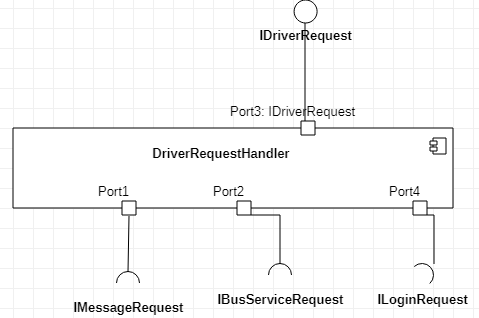 IDriverRequest
Port3: IDriverRequest
DriverRequestHandler
Port1
Port2
Port4
IMessageRequest
IBusServiceRequest
ILoginRequest